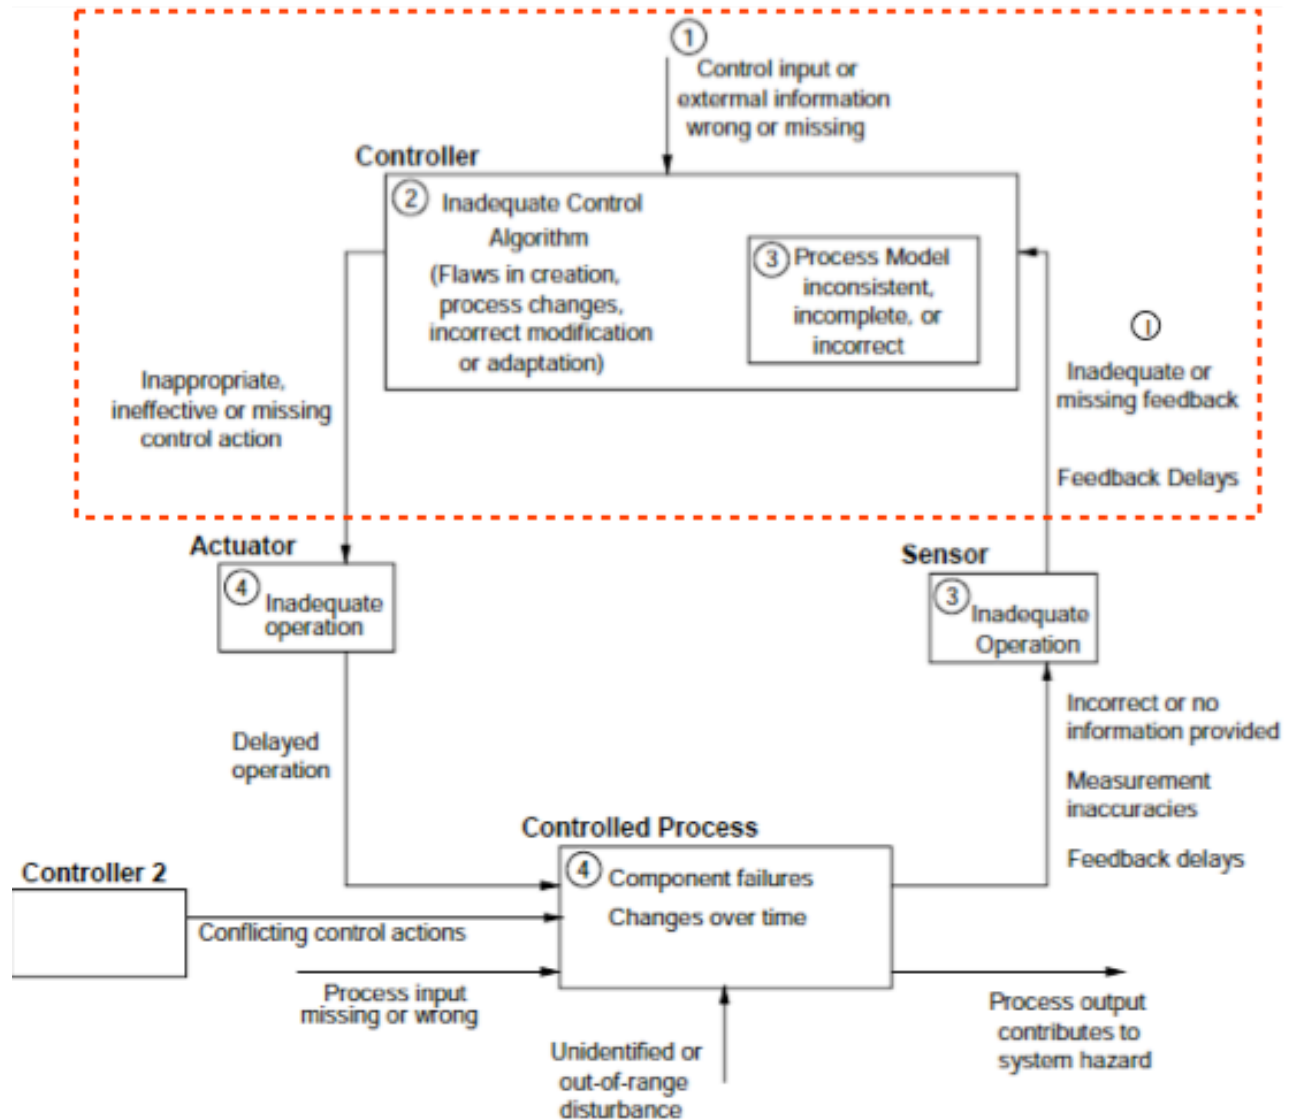 ①
Control input or
external information
wrong or missing
Controller
② Inadequate Control
Algorithm
(Flaws in creation,
process changes,
incorrect modification
or adaptation)
③ Process Model
inconsistent,
incomplete, or
incorrect
Inappropriate,
ineffective or missing
control action
①
Inadequate or
missing feedback
Feedback Delays
Actuator
④ Inadequate
operation
Sensor
③ Inadequate
Operation
Delayed
operation
Incorrect or no
information provided
Measurement
inaccuracies
Feedback delays
Controlled Process
④ Component failures
Changes over time
Controller 2
Conflicting control actions
Process input
missing or wrong
Unidentified or
out-of-range
disturbance
Process output
contributes to
system hazard